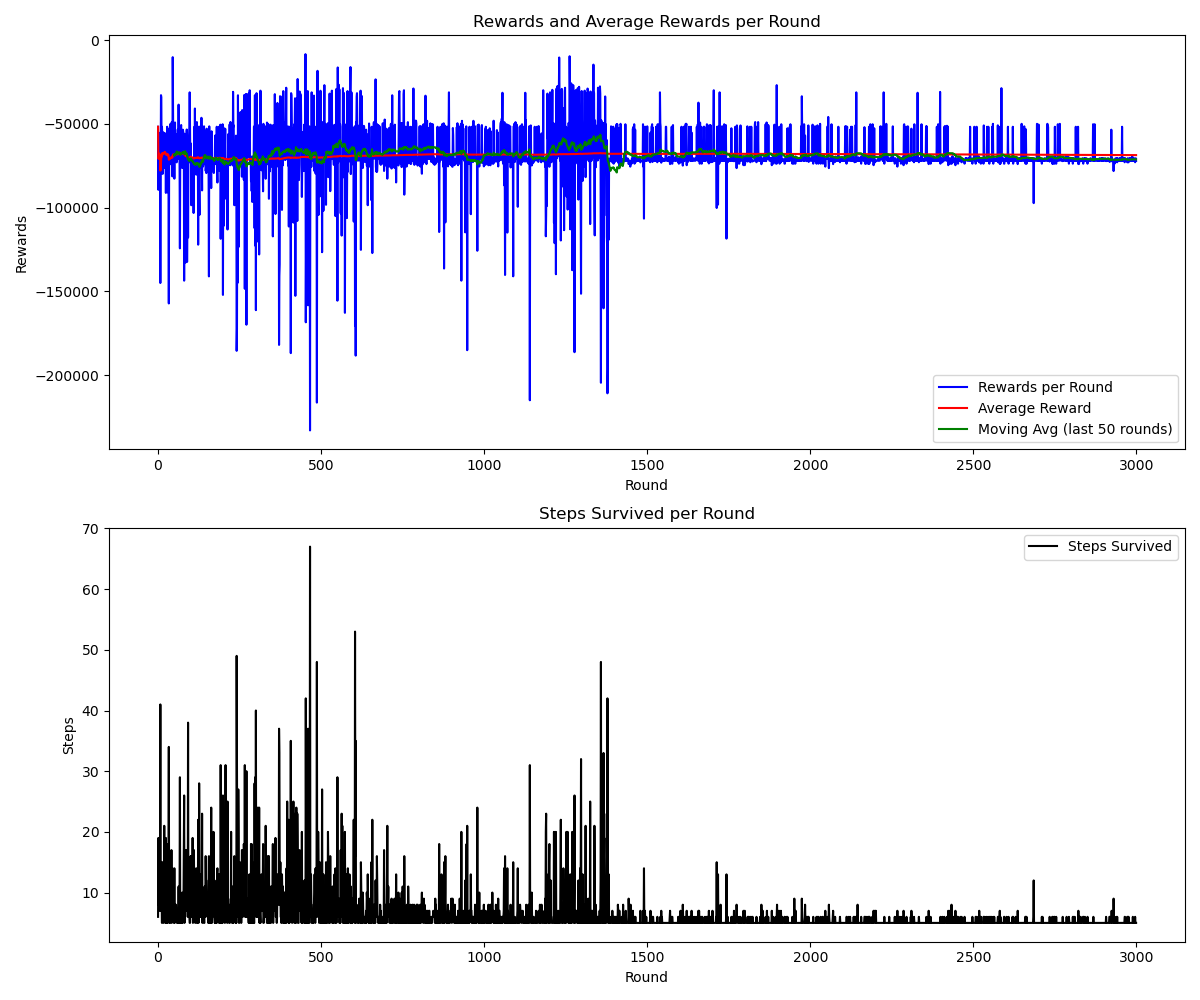 Rewards and Average Rewards per Round
0
−50000
−100000
−150000
−200000
Rewards
Rewards per Round
Average Reward
Moving Avg (last 50 rounds)
0 500 1000 1500 2000 2500 3000
Round
Steps Survived per Round
70
60
50
40
30
20
10
Steps
Steps Survived
0 500 1000 1500 2000 2500 3000
Round